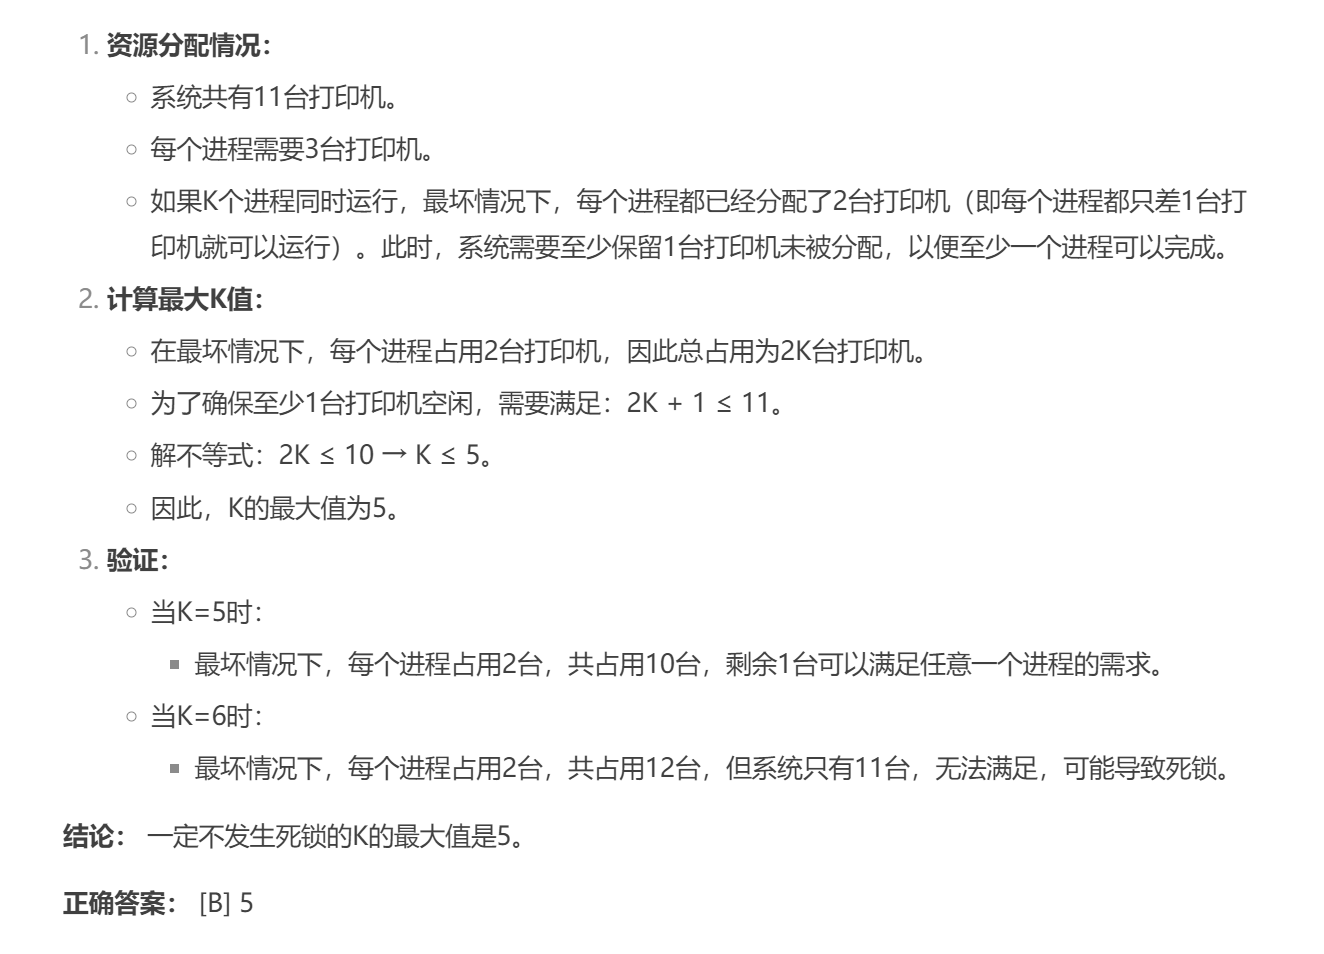 1. 资源分配情况：
系统共有11台打印机。
每个进程需要3台打印机。
如果K个进程同时运行，最坏情况下，每个进程都已经分配了2台打印机（即每个进程都只差1台打
印机就可以运行）。此时，系统需要至少保留1台打印机未被分配，以便至少一个进程可以完成。
2. 计算最大K值：
在最坏情况下，每个进程占用2台打印机，因此总占用为2K台打印机。
为了确保至少1台打印机空闲，需要满足：2K + 1 ≤ 11。
解不等式：2K ≤ 10 → K ≤ 5。
因此，K的最大值为5。
3. 验证：
当K=5时：
最坏情况下，每个进程占用2台，共占用10台，剩余1台可以满足任意一个进程的需求。
当K=6时：
最坏情况下，每个进程占用2台，共占用12台，但系统只有11台，无法满足，可能导致死锁。
结论： 一定不发生死锁的K的最大值是5。
正确答案： [B] 5